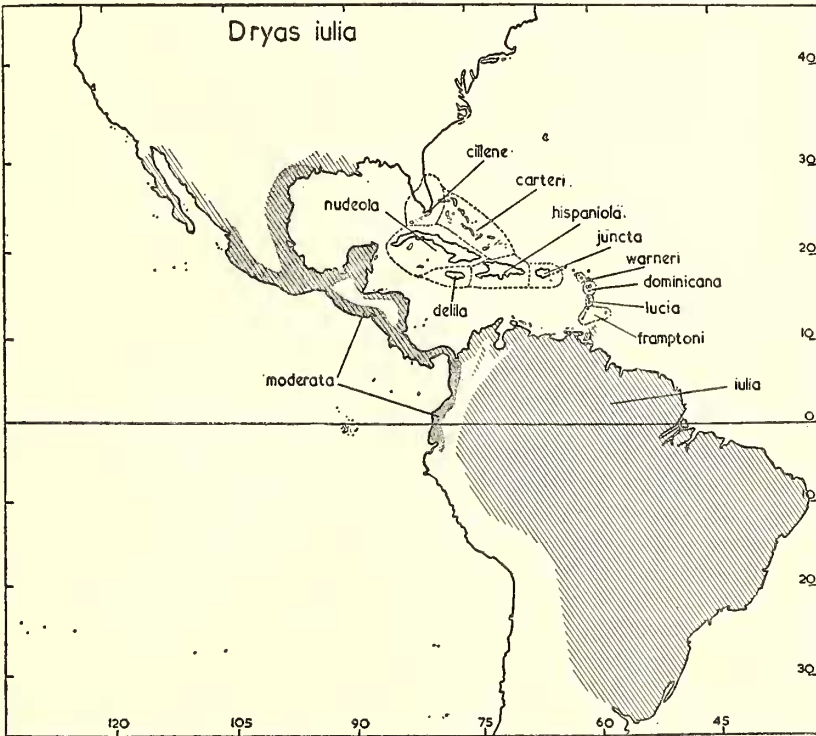 Dryas iulia
40
30
20
10
0
10
20
30
cillene.
carteri.
nudeola
hispaniola.
juncta
warneri
dominicana
lucia
framptoni
delila
moderata
iulia
120
105
90
75
60
45